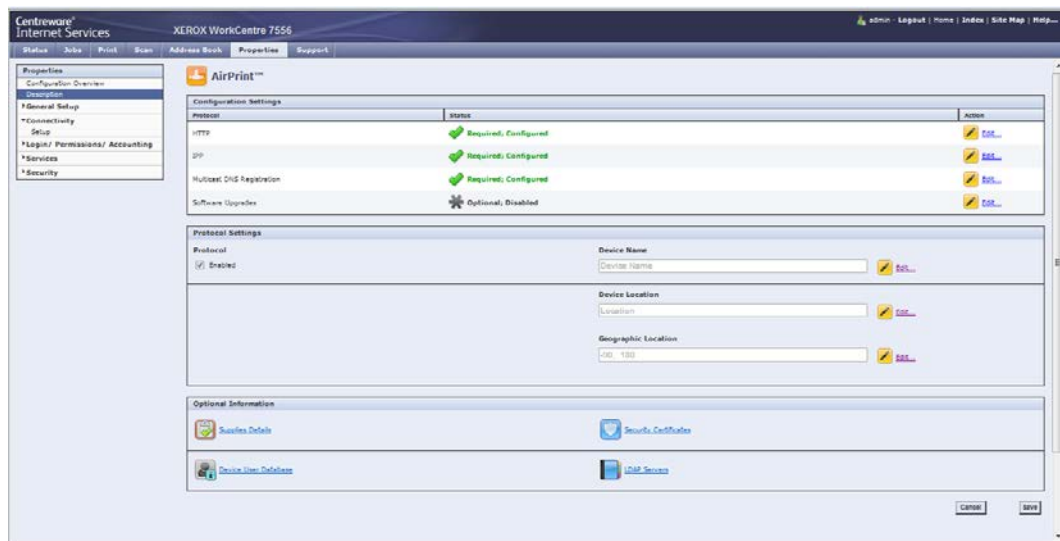 Centreware®
Internet Services
XEROX WorkCentre 7556
admin - Logout | Home | Index | Site Map | Help...
Status Jobs Print Scan Address Book Properties Support
Properties
Configuration Overview
Description
General Setup
Connectivity
Setup
Login/ Permissions/ Accounting
Services
Security
AirPrint™
Configuration Settings
Protocol Status Action
HTTP Required; Configured Edit...
IPP Required; Configured Edit...
Multicast DNS Registration Required; Configured Edit...
Software Upgrades Optional; Disabled Edit...
Protocol Settings
Protocol
Enabled
Device Name
Device Name Edit...
Device Location
Location Edit...
Geographic Location
-00, 180 Edit...
Optional Information
Supplies Details
Security Certificates
Device User Database
LDAP Servers
Cancel Save